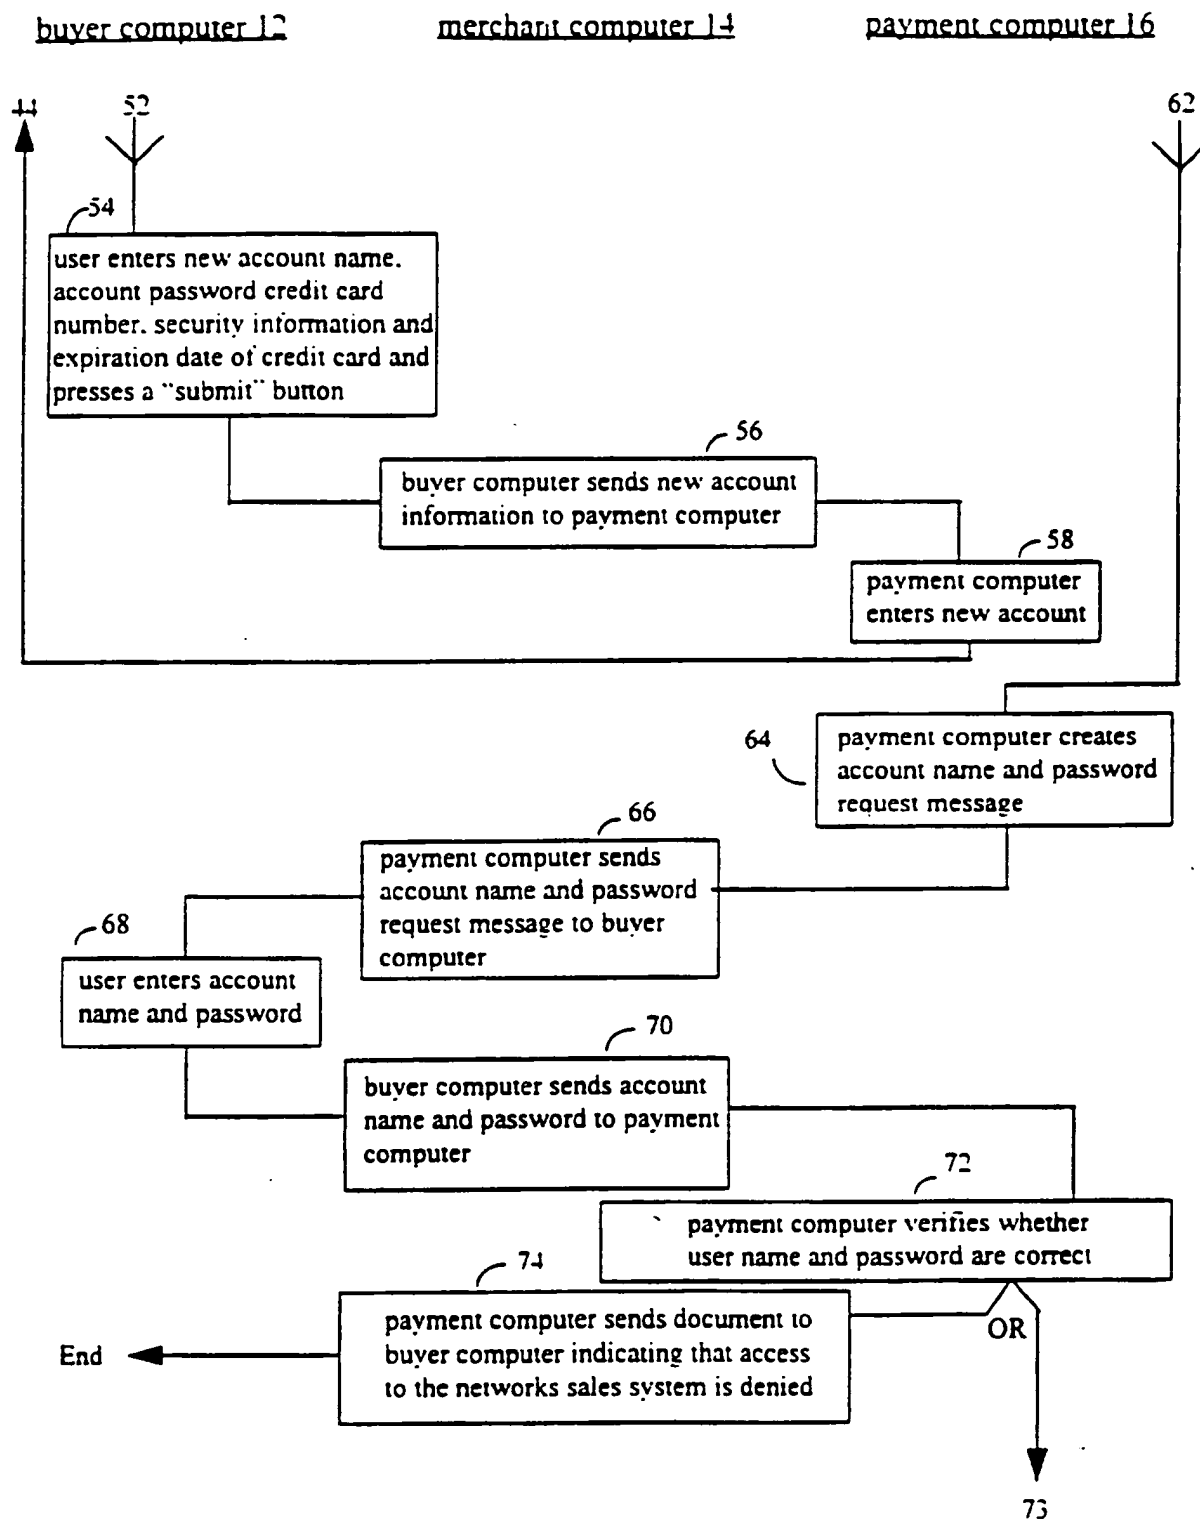 buyer computer 12
merchant computer 14
payment computer 16
44
52
62
54
user enters new account name,
account password credit card
number, security information and
expiration date of credit card and
presses a "submit" button
56
buyer computer sends new account
information to payment computer
58
payment computer
enters new account
64
payment computer creates
account name and password
request message
66
payment computer sends
account name and password
request message to buyer
computer
68
user enters account
name and password
70
buyer computer sends account
name and password to payment
computer
72
payment computer verifies whether
user name and password are correct
74
payment computer sends document to
buyer computer indicating that access
to the networks sales system is denied
OR
End
73